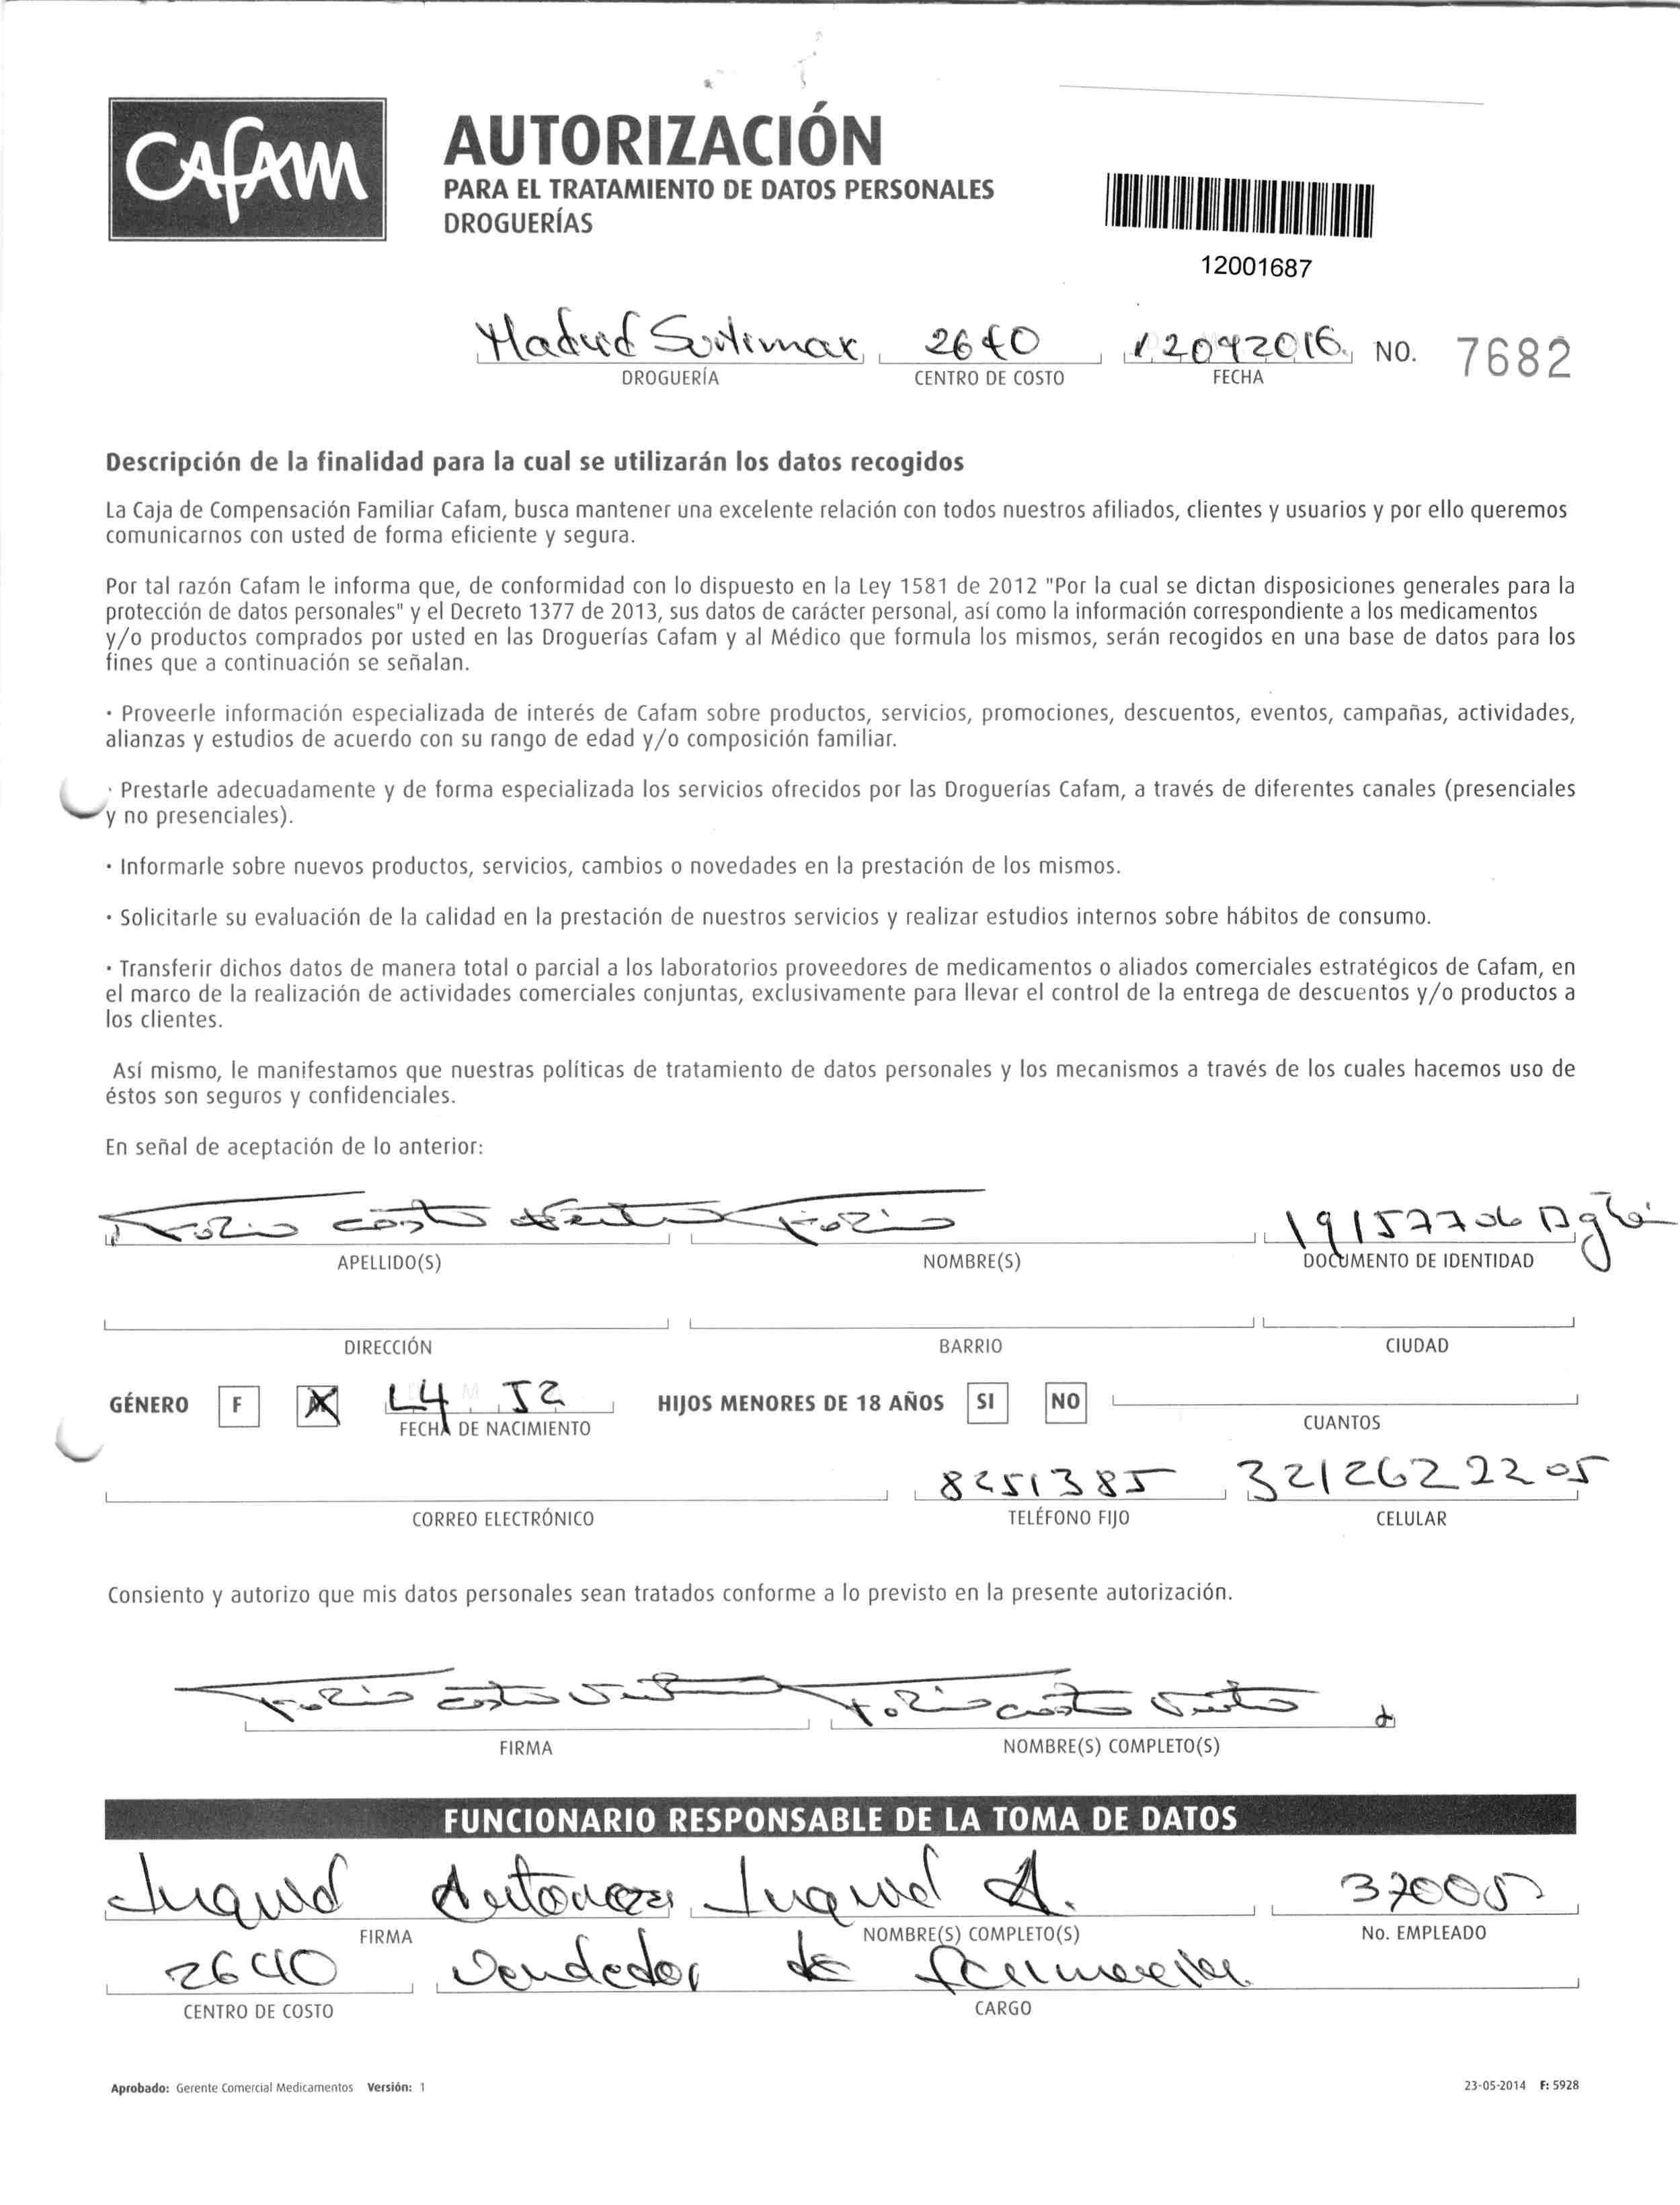 CAFAM
AUTORIZACIÓN
PARA EL TRATAMIENTO DE DATOS PERSONALES
DROGUERÍAS
12001687
Madrid Surtimax 2640 12042016 NO. 7682
DROGUERÍA CENTRO DE COSTO FECHA
Descripción de la finalidad para la cual se utilizarán los datos recogidos
La Caja de Compensación Familiar Cafam, busca mantener una excelente relación con todos nuestros afiliados, clientes y usuarios y por ello queremos
comunicarnos con usted de forma eficiente y segura.
Por tal razón Cafam le informa que, de conformidad con lo dispuesto en la Ley 1581 de 2012 "Por la cual se dictan disposiciones generales para la
protección de datos personales" y el Decreto 1377 de 2013, sus datos de carácter personal, así como la información correspondiente a los medicamentos
y/o productos comprados por usted en las Droguerías Cafam y al Médico que formula los mismos, serán recogidos en una base de datos para los
fines que a continuación se señalan.
· Proveerle información especializada de interés de Cafam sobre productos, servicios, promociones, descuentos, eventos, campañas, actividades,
alianzas y estudios de acuerdo con su rango de edad y/o composición familiar.
· Prestarle adecuadamente y de forma especializada los servicios ofrecidos por las Droguerías Cafam, a través de diferentes canales (presenciales
y no presenciales).
· Informarle sobre nuevos productos, servicios, cambios o novedades en la prestación de los mismos.
· Solicitarle su evaluación de la calidad en la prestación de nuestros servicios y realizar estudios internos sobre hábitos de consumo.
· Transferir dichos datos de manera total o parcial a los laboratorios proveedores de medicamentos o aliados comerciales estratégicos de Cafam, en
el marco de la realización de actividades comerciales conjuntas, exclusivamente para llevar el control de la entrega de descuentos y/o productos a
los clientes.
Así mismo, le manifestamos que nuestras políticas de tratamiento de datos personales y los mecanismos a través de los cuales hacemos uso de
éstos son seguros y confidenciales.
En señal de aceptación de lo anterior:
19157706
APELLIDO(S) NOMBRE(S) DOCUMENTO DE IDENTIDAD
DIRECCIÓN BARRIO CIUDAD
GÉNERO F M 52 HIJOS MENORES DE 18 AÑOS SI NO
FECHA DE NACIMIENTO CUANTOS
8251385 3212622205
CORREO ELECTRÓNICO TELÉFONO FIJO CELULAR
Consiento y autorizo que mis datos personales sean tratados conforme a lo previsto en la presente autorización.
FIRMA NOMBRE(S) COMPLETO(S)
FUNCIONARIO RESPONSABLE DE LA TOMA DE DATOS
Ingrid Ingrid A. 37005
FIRMA NOMBRE(S) COMPLETO(S) No. EMPLEADO
2640 Vendedor de farmacia
CENTRO DE COSTO CARGO
Aprobado: Gerente Comercial Medicamentos Versión: 1 23-05-2014 F: 5928